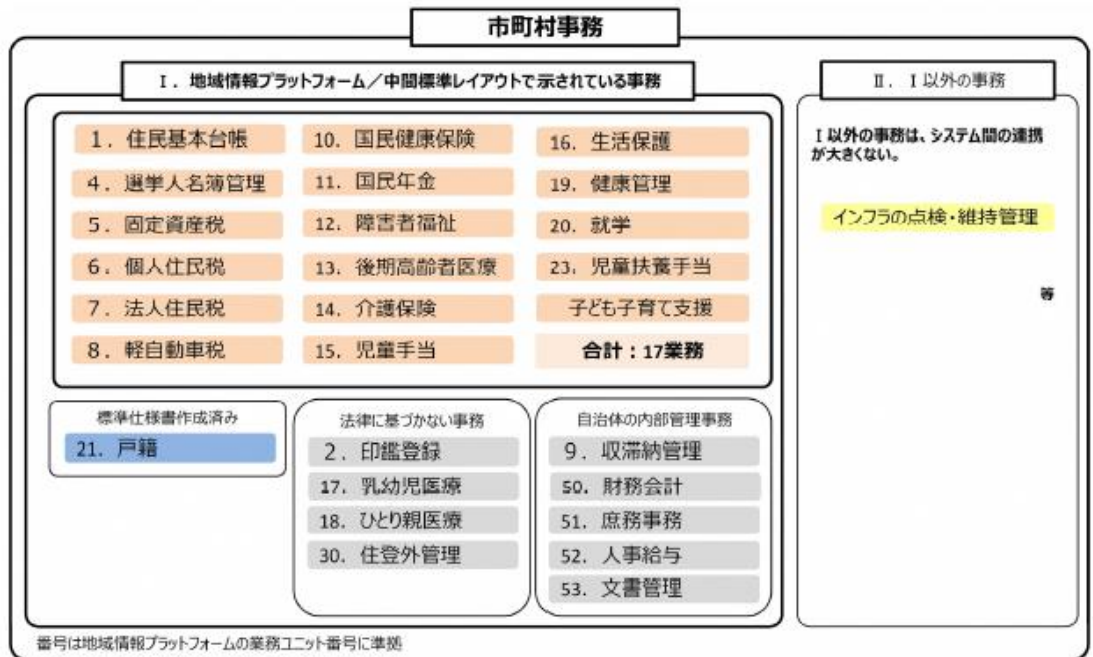 市町村事務
Ⅰ．地域情報プラットフォーム／中間標準レイアウトで示されている事務
1．住民基本台帳
4．選挙人名簿管理
5．固定資産税
6．個人住民税
7．法人住民税
8．軽自動車税
10．国民健康保険
11．国民年金
12．障害者福祉
13．後期高齢者医療
14．介護保険
15．児童手当
16．生活保護
19．健康管理
20．就学
23．児童扶養手当
子ども子育て支援
合計：17業務
標準仕様書作成済み
21．戸籍
法律に基づかない事務
2．印鑑登録
17．乳幼児医療
18．ひとり親医療
30．住登外管理
自治体の内部管理事務
9．収滞納管理
50．財務会計
51．庶務事務
52．人事給与
53．文書管理
Ⅱ．Ⅰ以外の事務
Ⅰ以外の事務は、システム間の連携
が大きくない。
インフラの点検・維持管理
等
番号は地域情報プラットフォームの業務ユニット番号に準拠